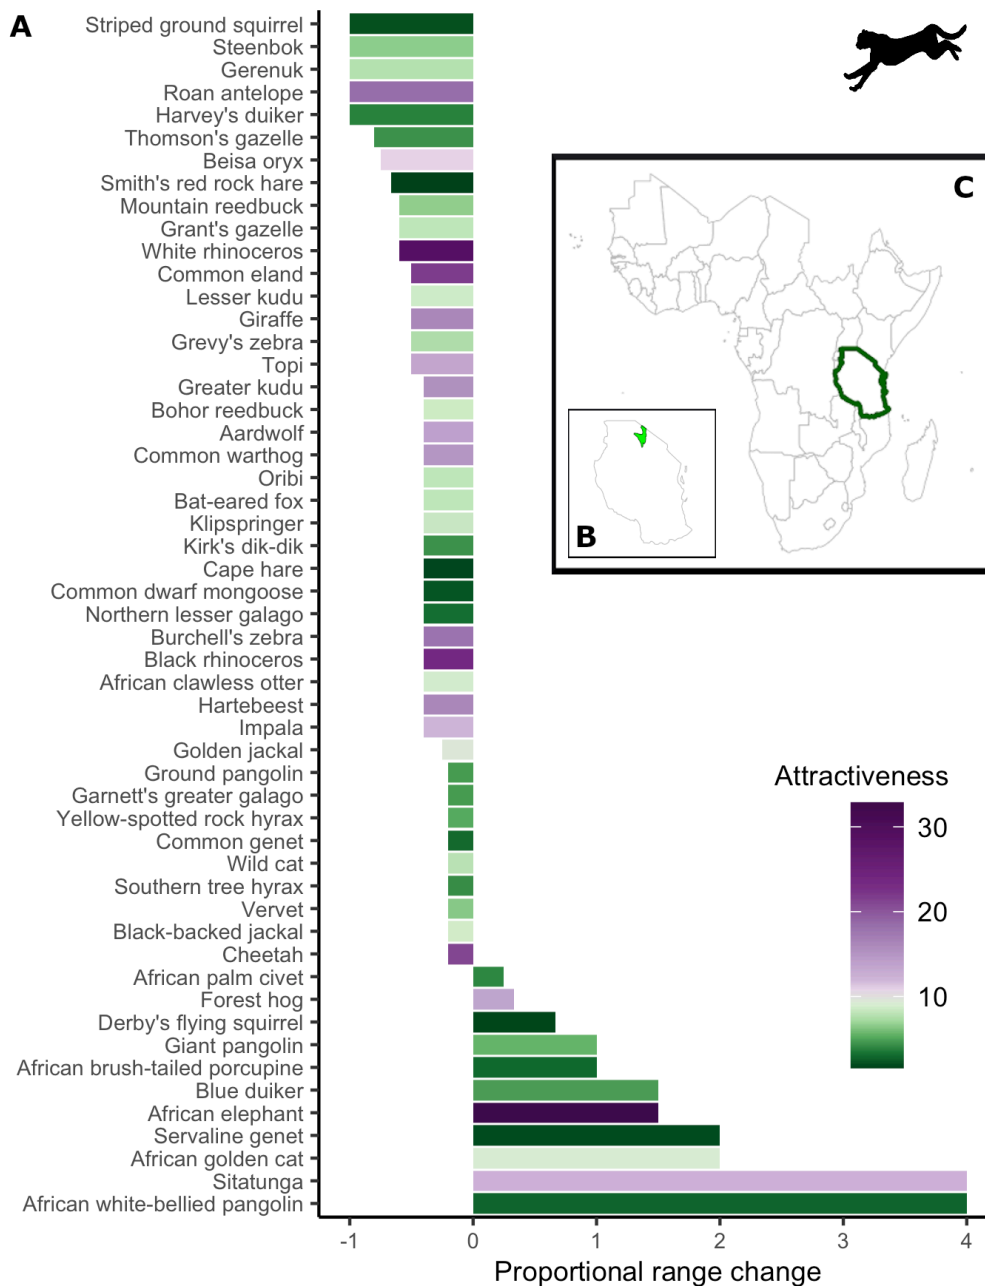 A
Striped ground squirrel
Steenbok
Gerenuk
Roan antelope
Harvey's duiker
Thomson's gazelle
Beisa oryx
Smith's red rock hare
Mountain reedbuck
Grant's gazelle
White rhinoceros
Common eland
Lesser kudu
Giraffe
Grevy's zebra
Topi
Greater kudu
Bohor reedbuck
Aardwolf
Common warthog
Oribi
Bat-eared fox
Klipspringer
Kirk's dik-dik
Cape hare
Common dwarf mongoose
Northern lesser galago
Burchell's zebra
Black rhinoceros
African clawless otter
Hartebeest
Impala
Golden jackal
Ground pangolin
Garnett's greater galago
Yellow-spotted rock hyrax
Common genet
Wild cat
Southern tree hyrax
Vervet
Black-backed jackal
Cheetah
African palm civet
Forest hog
Derby's flying squirrel
Giant pangolin
African brush-tailed porcupine
Blue duiker
African elephant
Servaline genet
African golden cat
Sitatunga
African white-bellied pangolin
-1 0 1 2 3 4
Proportional range change
C
B
Attractiveness
30
20
10